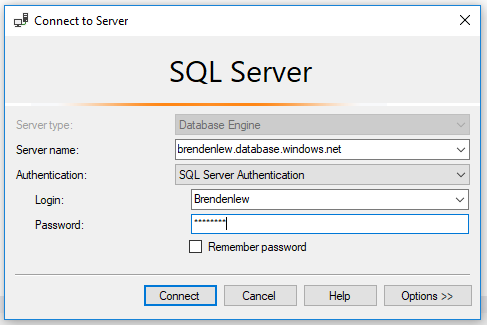 Connect to Server
SQL Server
Server type: Database Engine
Server name: brendenlew.database.windows.net
Authentication: SQL Server Authentication
Login: Brendenlew
Password: ********
Remember password
Connect Cancel Help Options >>